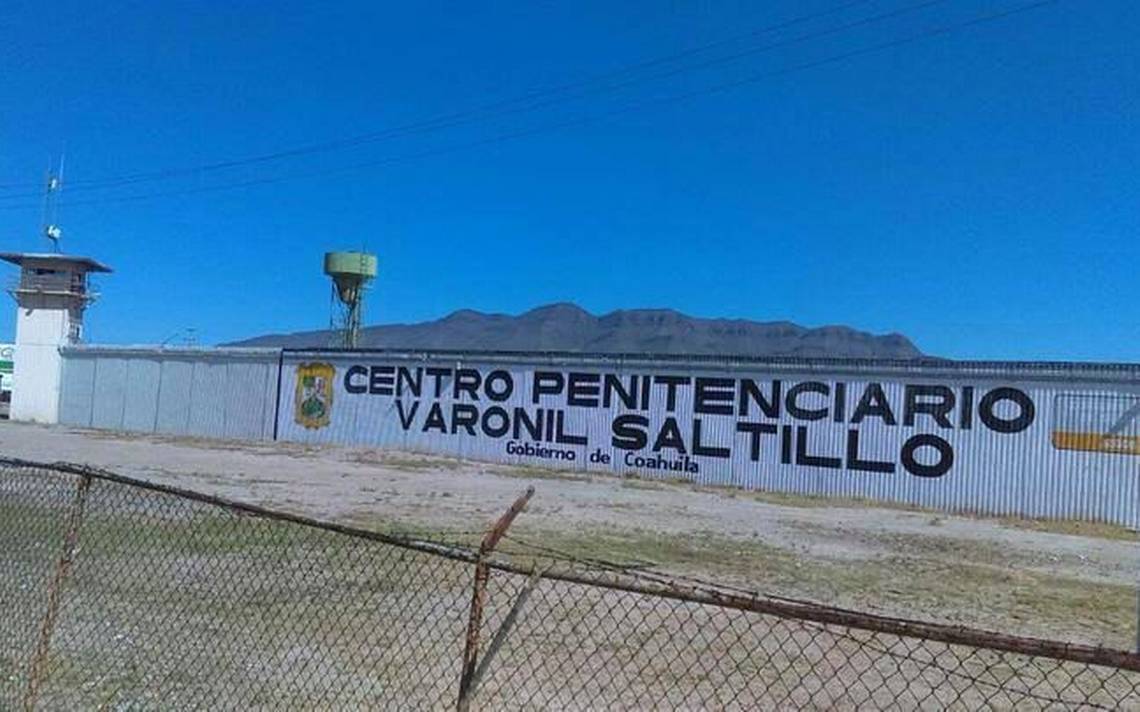 CENTRO PENITENCIARIO
VARONIL SALTILLO
Gobierno de Coahuila